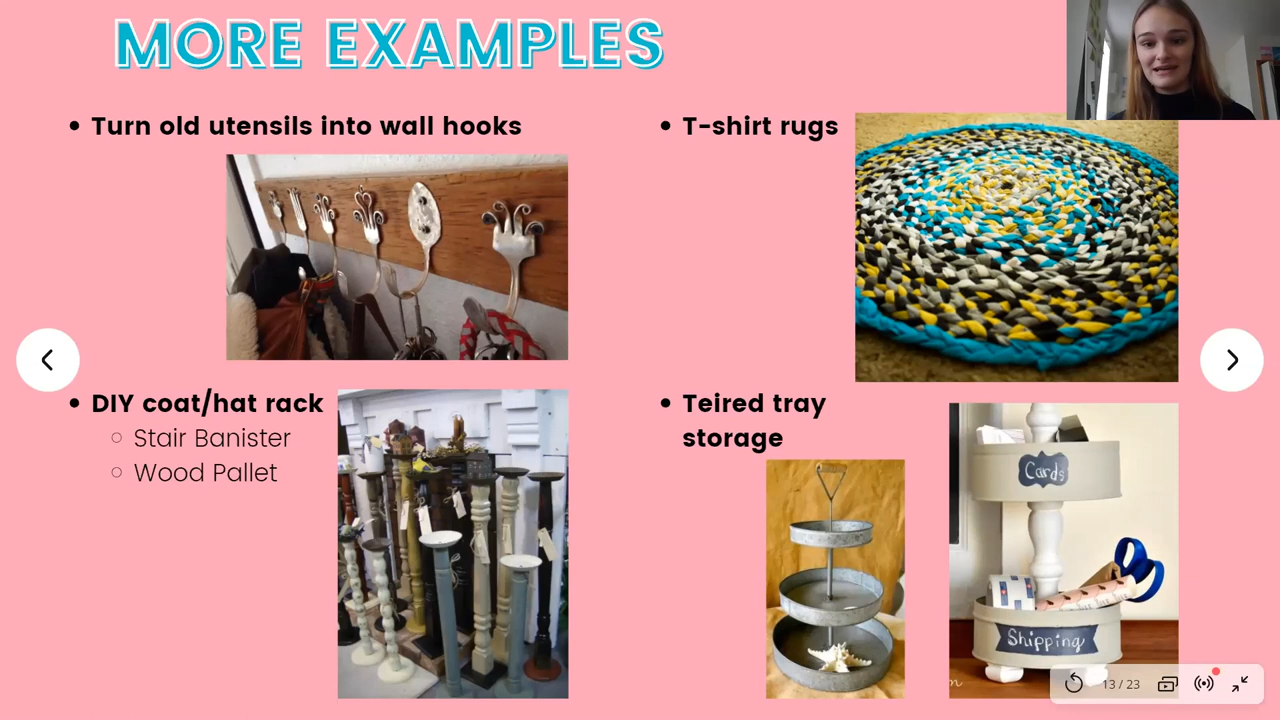 MORE EXAMPLES
• Turn old utensils into wall hooks
• DIY coat/hat rack
○ Stair Banister
○ Wood Pallet
• T-shirt rugs
• Teired tray
storage
Cards
Shipping
13 / 23